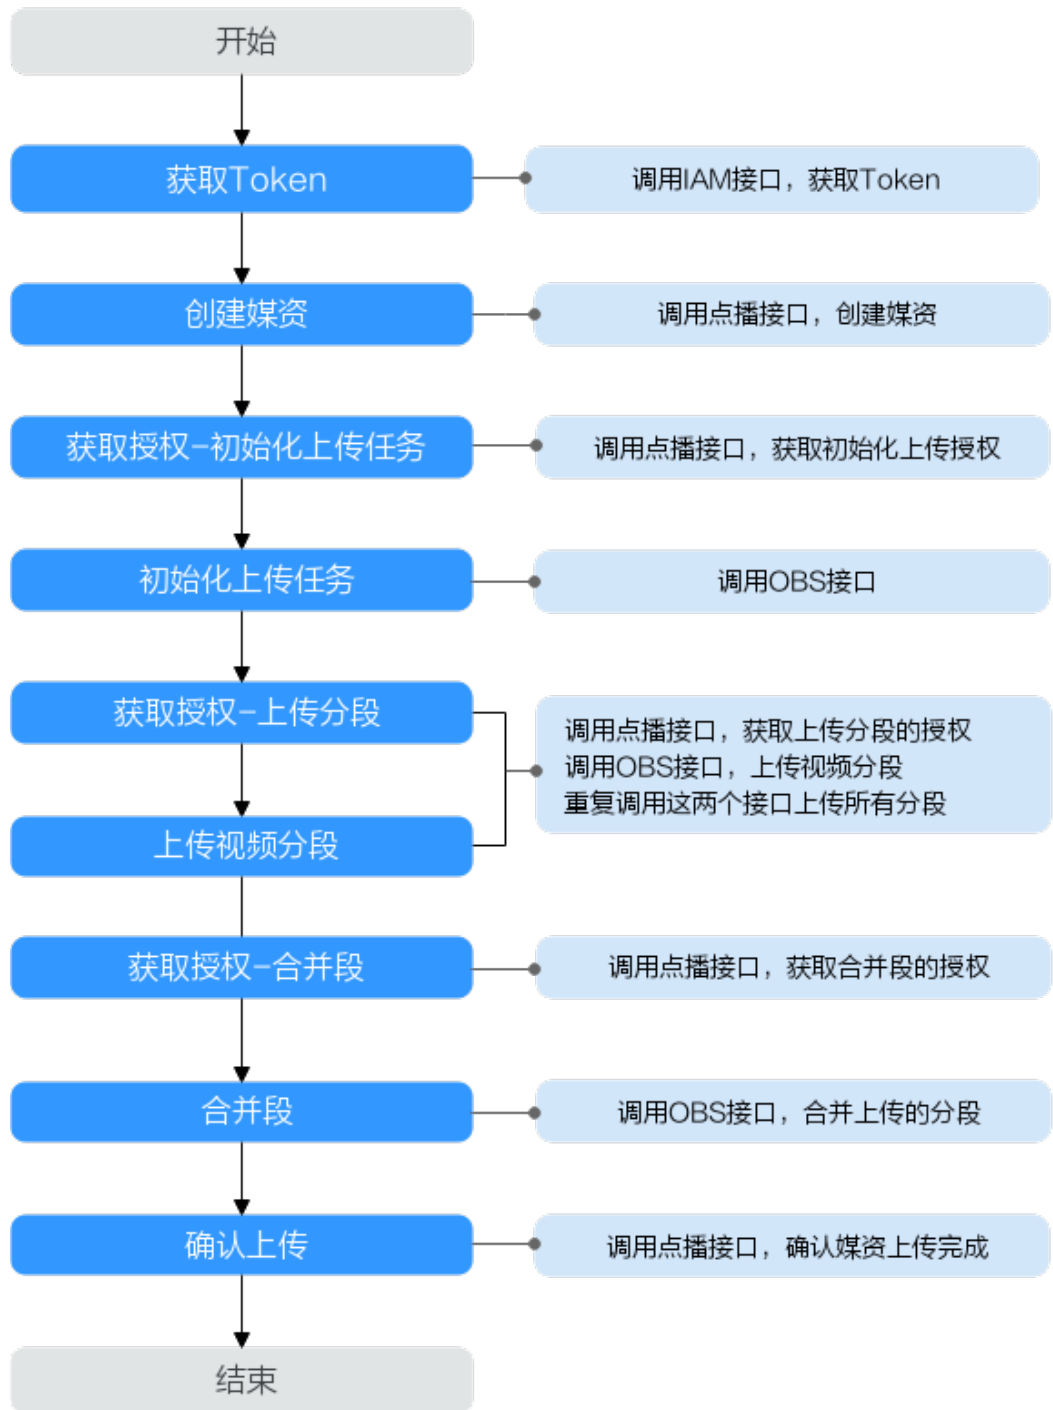 开始
获取Token
调用IAM接口，获取Token
创建媒资
调用点播接口，创建媒资
获取授权-初始化上传任务
调用点播接口，获取初始化上传授权
初始化上传任务
调用OBS接口
获取授权-上传分段
调用点播接口，获取上传分段的授权
调用OBS接口，上传视频分段
重复调用这两个接口上传所有分段
上传视频分段
获取授权-合并段
调用点播接口，获取合并段的授权
合并段
调用OBS接口，合并上传的分段
确认上传
调用点播接口，确认媒资上传完成
结束